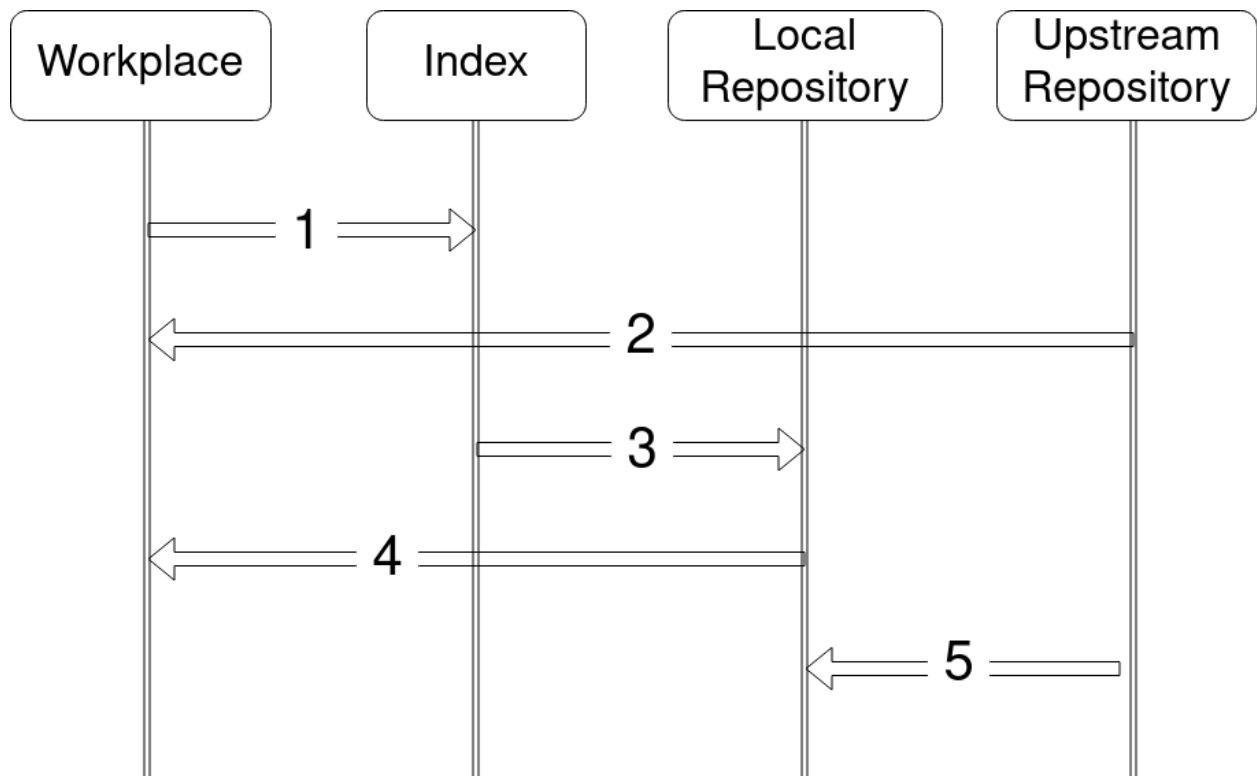 Workplace
Index
Local
Repository
Upstream
Repository
1
2
3
4
5